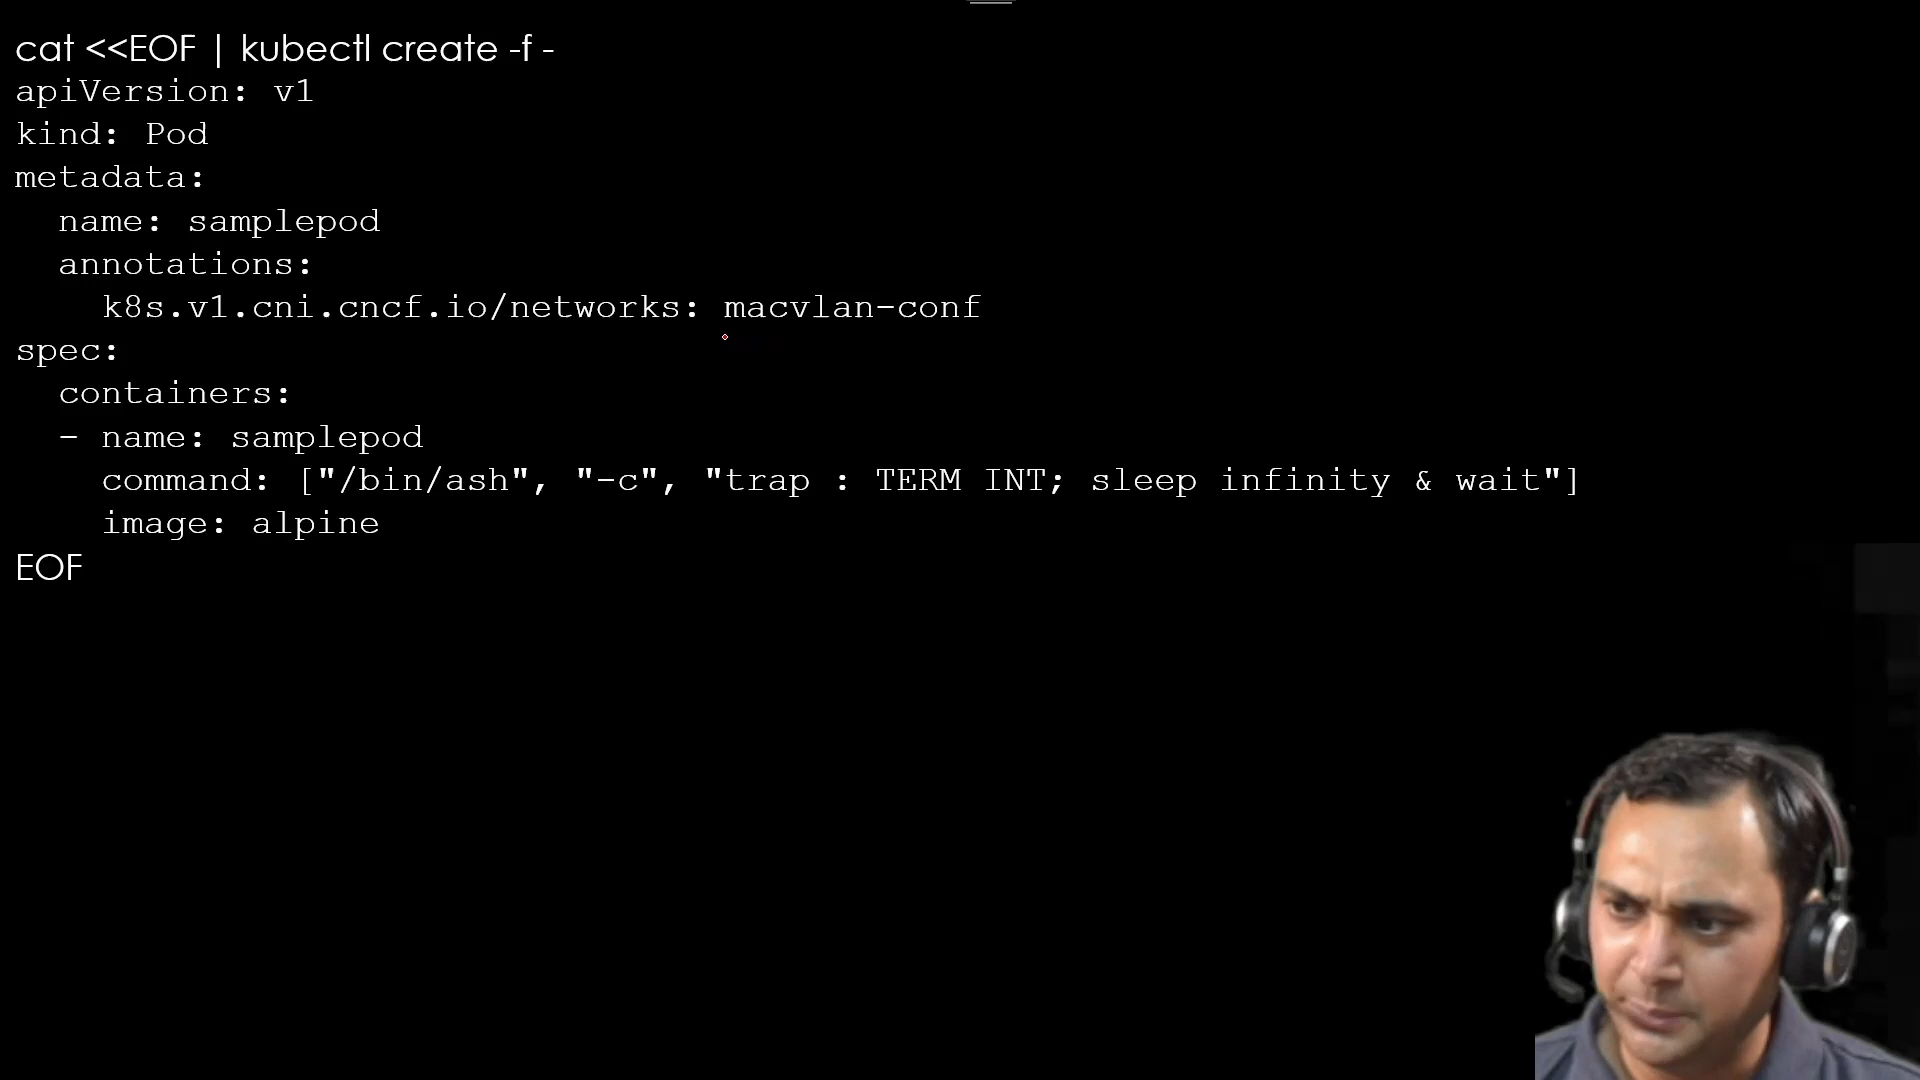 cat <<EOF | kubectl create -f -
apiVersion: v1
kind: Pod
metadata:
  name: samplepod
  annotations:
    k8s.v1.cni.cncf.io/networks: macvlan-conf
spec:
  containers:
  - name: samplepod
    command: ["/bin/ash", "-c", "trap : TERM INT; sleep infinity & wait"]
    image: alpine
EOF